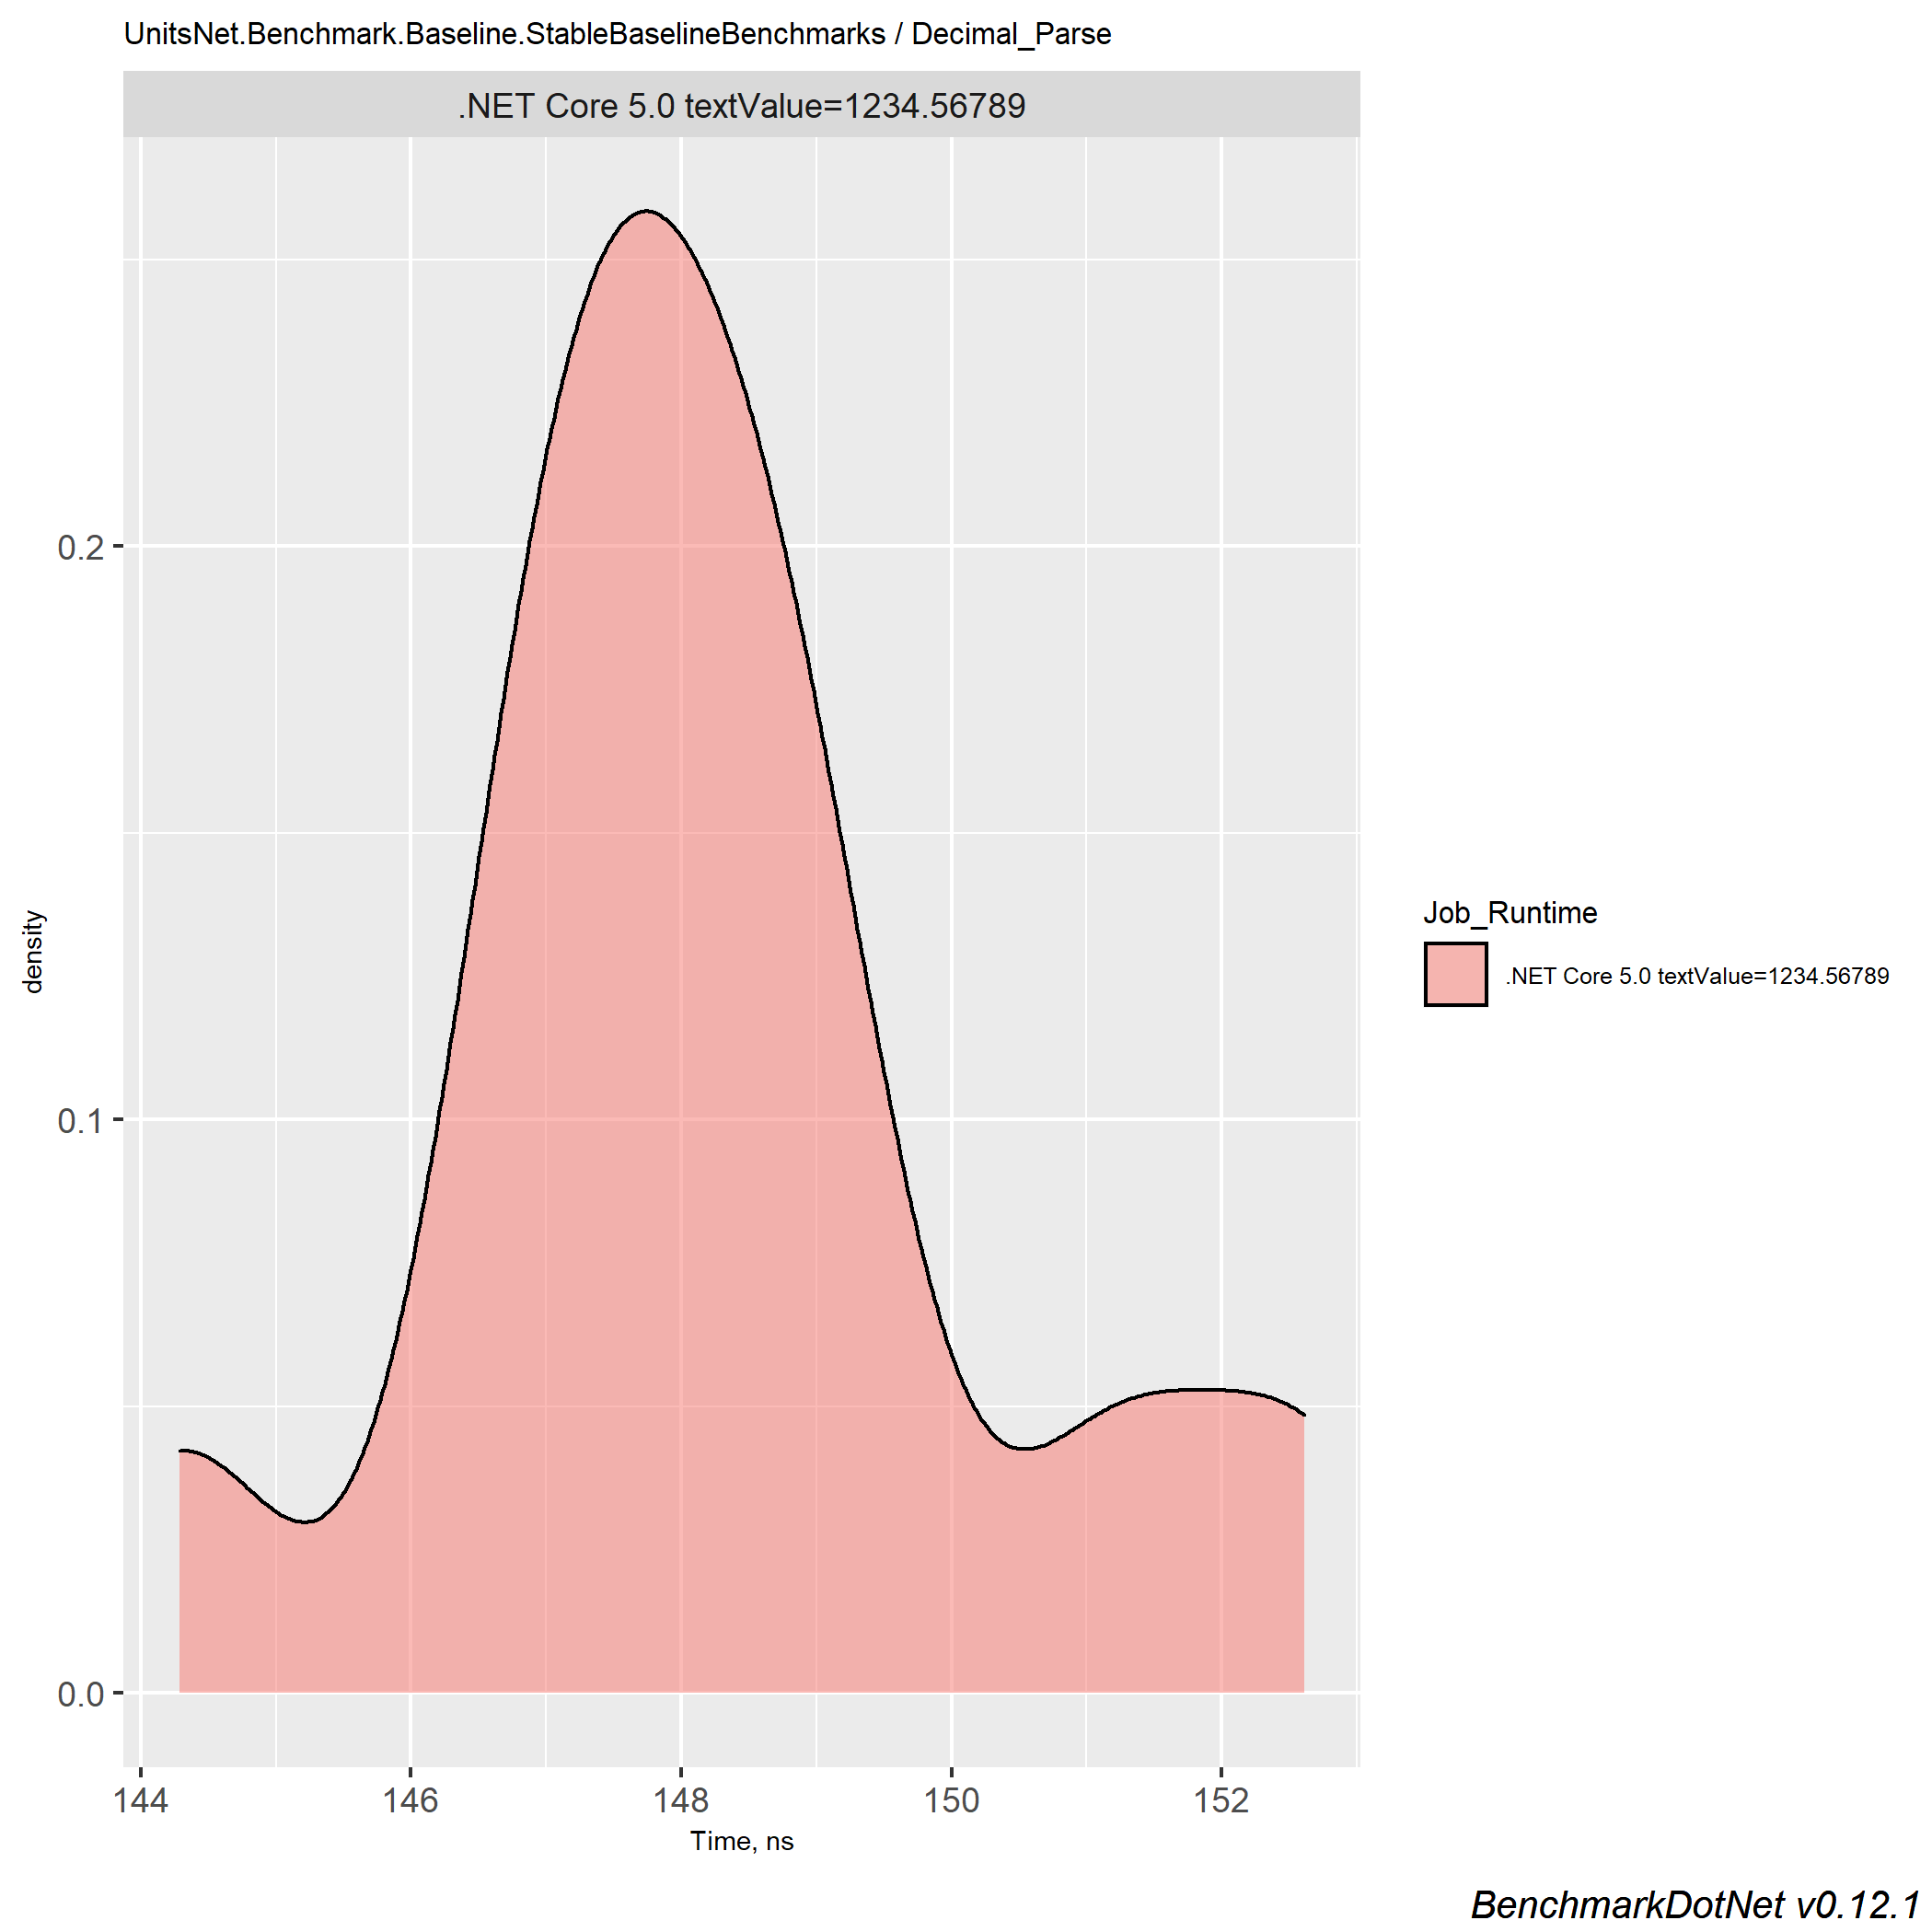 UnitsNet.Benchmark.Baseline.StableBaselineBenchmarks / Decimal_Parse
.NET Core 5.0 textValue=1234.56789
0.2
0.1
0.0
density
144 146 148 150 152
Time, ns
Job_Runtime
.NET Core 5.0 textValue=1234.56789
BenchmarkDotNet v0.12.1